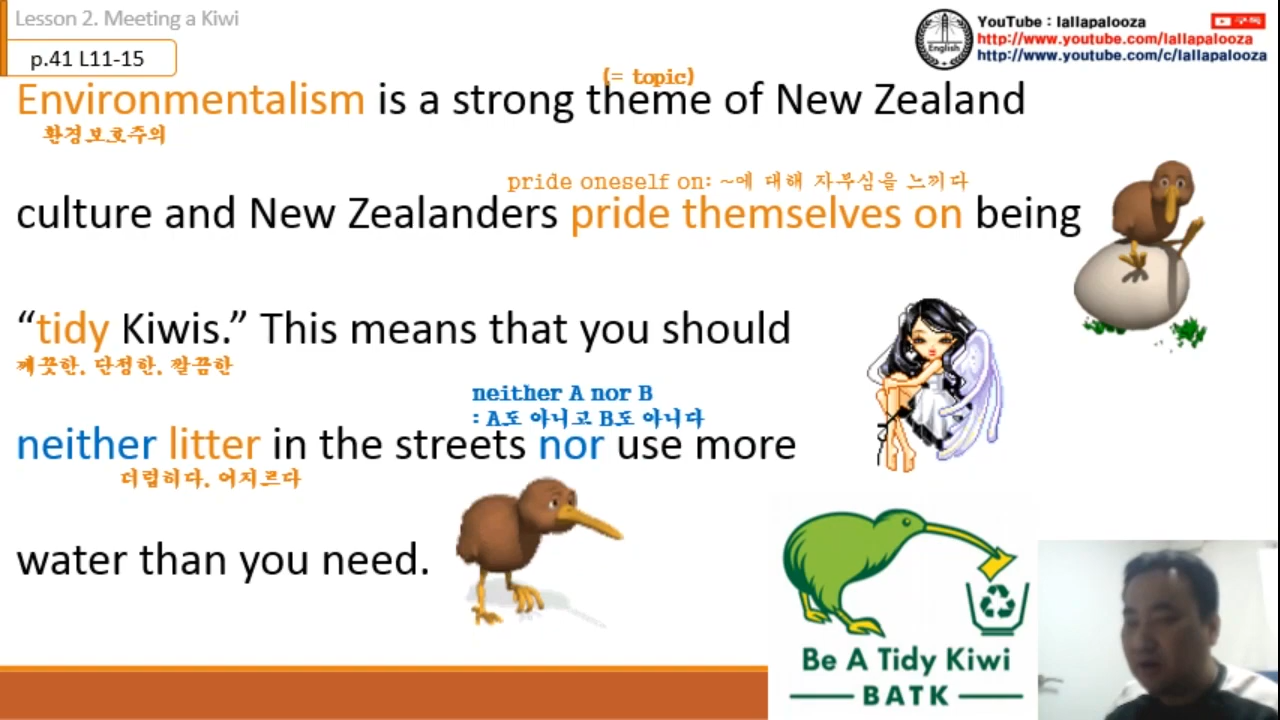 Lesson 2. Meeting a Kiwi
p.41 L11-15
English
YouTube : lallapalooza
구독
http://www.youtube.com/lallapalooza
http://www.youtube.com/c/lallapalooza
(= topic)
Environmentalism is a strong theme of New Zealand
환경보호주의
pride oneself on: ~에 대해 자부심을 느끼다
culture and New Zealanders pride themselves on being
“tidy Kiwis.” This means that you should
깨끗한, 단정한, 깔끔한
neither A nor B
: A도 아니고 B도 아니다
neither litter in the streets nor use more
더럽히다, 어지르다
water than you need.
Be A Tidy Kiwi
BATK